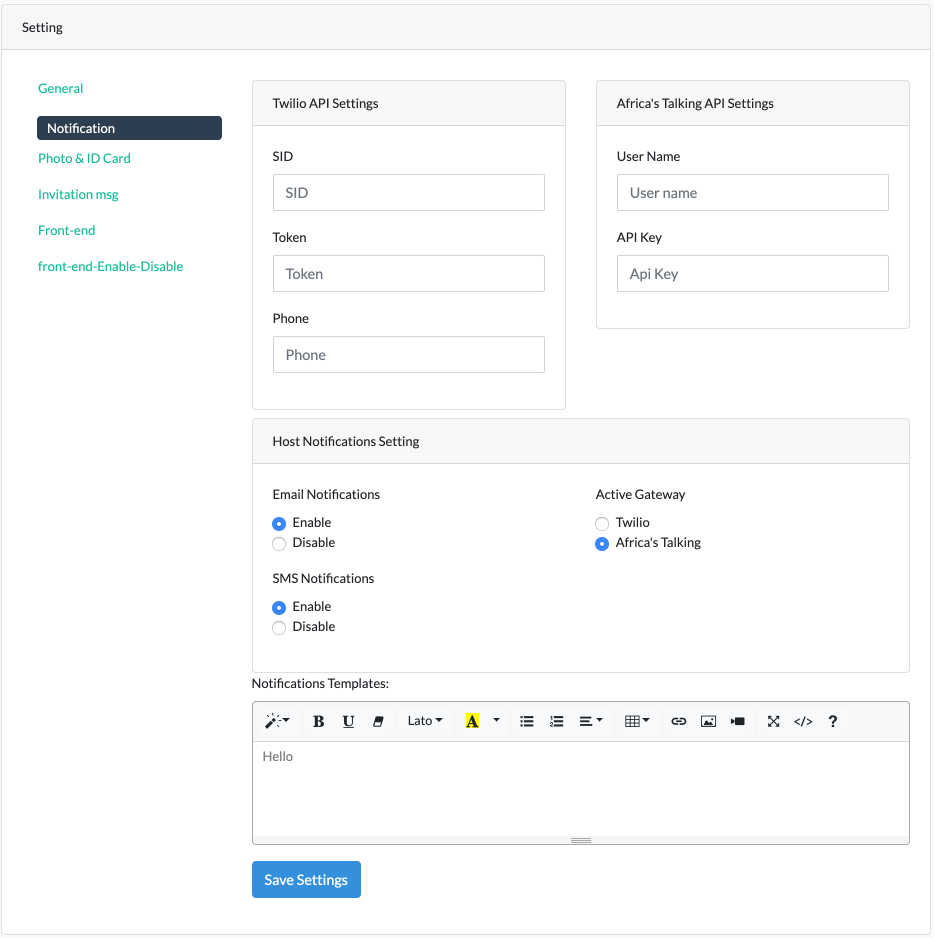 Setting
General
Notification
Photo & ID Card
Invitation msg
Front-end
front-end-Enable-Disable
Twilio API Settings
SID
SID
Token
Token
Phone
Phone
Africa's Talking API Settings
User Name
User name
API Key
Api Key
Host Notifications Setting
Email Notifications
Enable
Disable
SMS Notifications
Enable
Disable
Active Gateway
Twilio
Africa's Talking
Notifications Templates:
B U Lato A </> ?
Hello
Save Settings